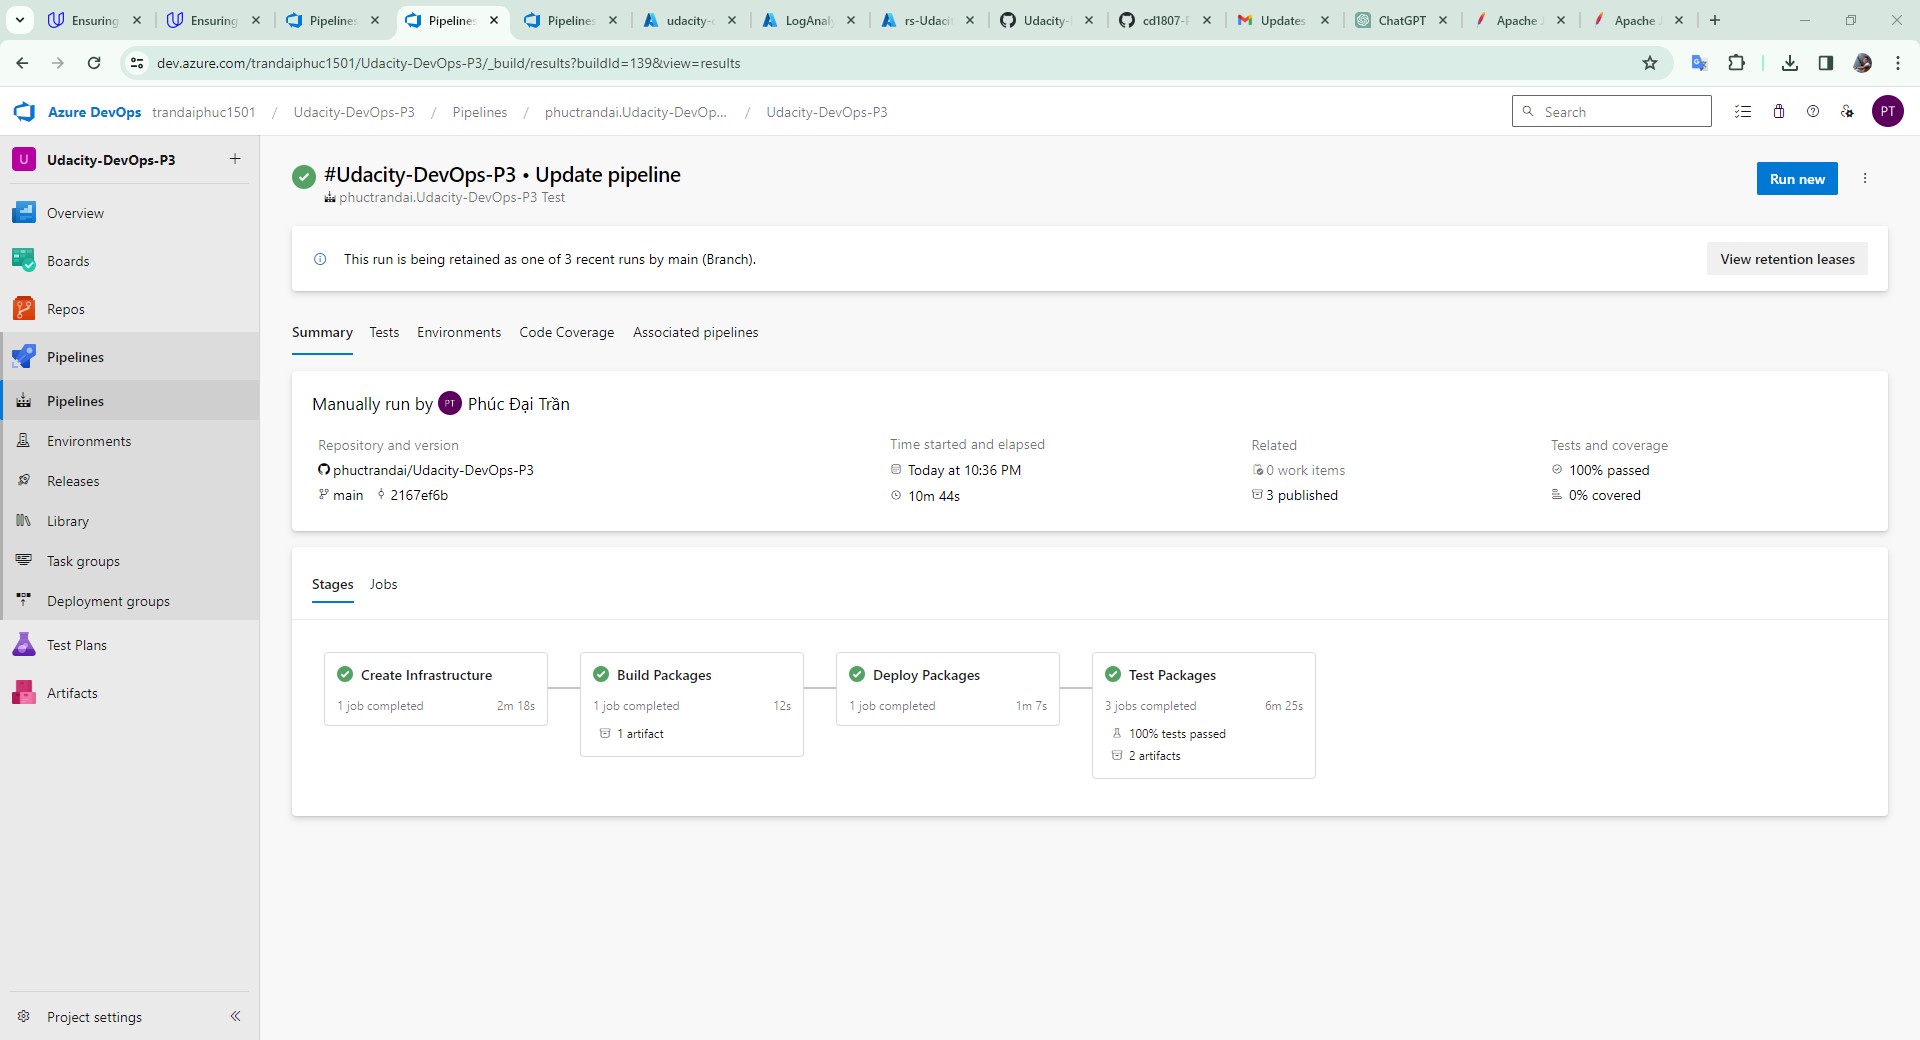 Ensuring
Ensuring
Pipelines
Pipelines
Pipelines
udacity-
LogAnaly
rs-Udacit
Udacity-
cd1807-
Updates
ChatGPT
Apache
Apache
dev.azure.com/trandaiphuc1501/Udacity-DevOps-P3/_build/results?buildId=139&view=results
Azure DevOps trandaiphuc1501 / Udacity-DevOps-P3 / Pipelines / phuctrandai.Udacity-DevOp... / Udacity-DevOps-P3
Search
PT
U Udacity-DevOps-P3
Overview
Boards
Repos
Pipelines
Pipelines
Environments
Releases
Library
Task groups
Deployment groups
Test Plans
Artifacts
Project settings
#Udacity-DevOps-P3 • Update pipeline
phuctrandai.Udacity-DevOps-P3 Test
Run new
This run is being retained as one of 3 recent runs by main (Branch).
View retention leases
Summary Tests Environments Code Coverage Associated pipelines
Manually run by PT Phúc Đại Trần
Repository and version
phuctrandai/Udacity-DevOps-P3
main 2167ef6b
Time started and elapsed
Today at 10:36 PM
10m 44s
Related
0 work items
3 published
Tests and coverage
100% passed
0% covered
Stages Jobs
Create Infrastructure
1 job completed 2m 18s
Build Packages
1 job completed 12s
1 artifact
Deploy Packages
1 job completed 1m 7s
Test Packages
3 jobs completed 6m 25s
100% tests passed
2 artifacts